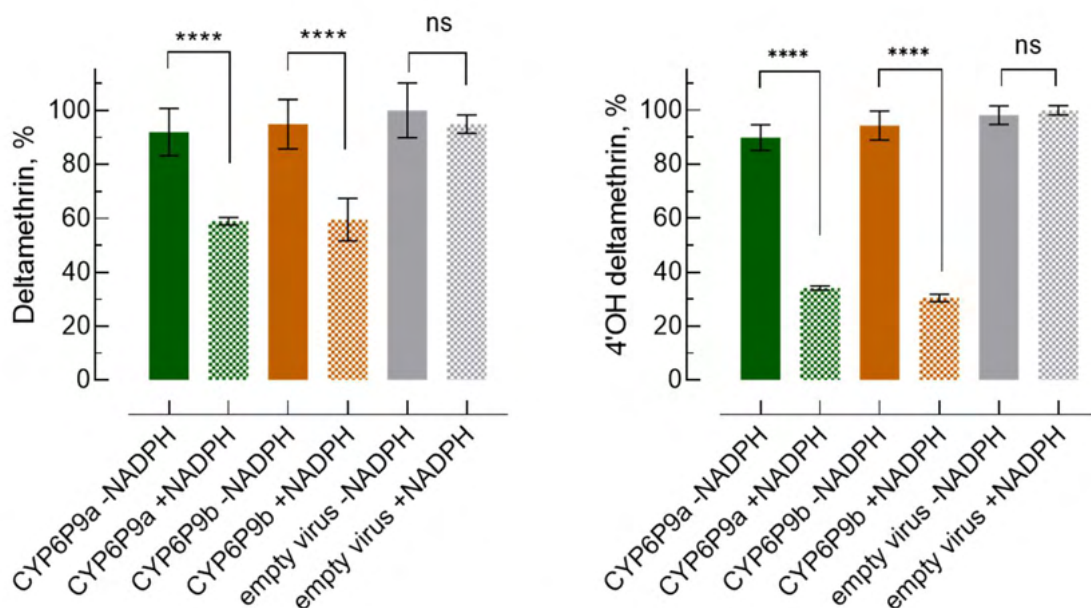 **** **** ns
Deltamethrin, %
100
80
60
40
20
0
CYP6P9a -NADPH
CYP6P9a +NADPH
CYP6P9b -NADPH
CYP6P9b +NADPH
empty virus -NADPH
empty virus +NADPH
**** **** ns
4'OH deltamethrin, %
100
80
60
40
20
0
CYP6P9a -NADPH
CYP6P9a +NADPH
CYP6P9b -NADPH
CYP6P9b +NADPH
empty virus -NADPH
empty virus +NADPH